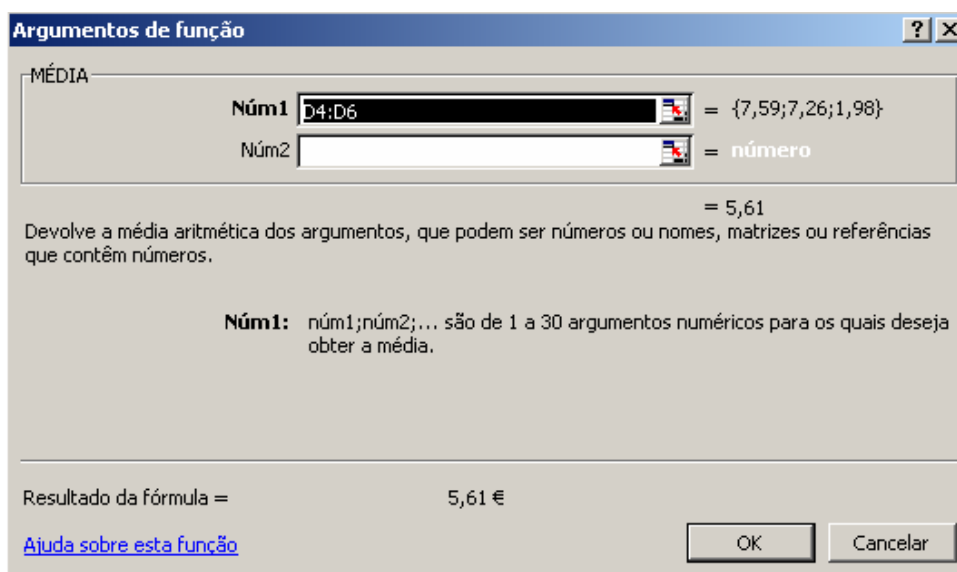 Argumentos de função
MÉDIA
Núm1 D4:D6 = {7,59;7,26;1,98}
Núm2 = número
= 5,61
Devolve a média aritmética dos argumentos, que podem ser números ou nomes, matrizes ou referências
que contêm números.
Núm1: núm1;núm2;... são de 1 a 30 argumentos numéricos para os quais deseja
obter a média.
Resultado da fórmula = 5,61 €
Ajuda sobre esta função OK Cancelar